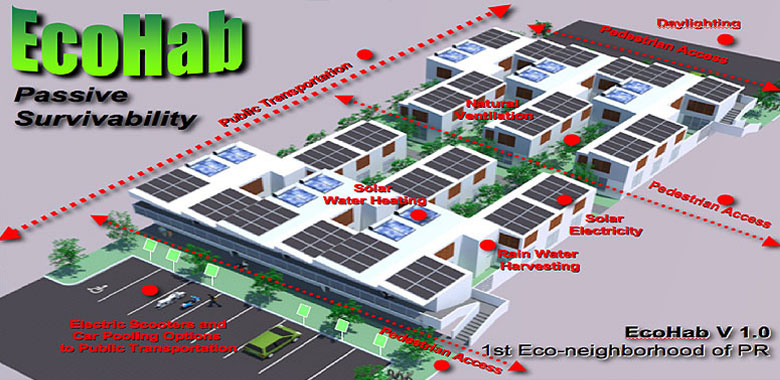 EcoHab
Passive
Survivability
Daylighting
Pedestrian Access
Public Transportation
Natural
Ventilation
Solar
Water Heating
Pedestrian Access
Solar
Electricity
Rain Water
Harvesting
Electric Scooters and
Car Pooling Options
to Public Transportation
Pedestrian Access
EcoHab V 1.0
1st Eco-neighborhood of PR